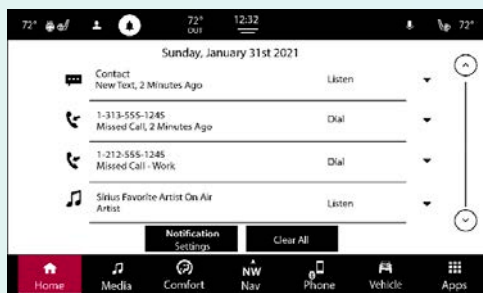 72° 72° OUT 12:32 72°
Sunday, January 31st 2021
Contact
New Text, 2 Minutes Ago
Listen
1-313-555-1245
Missed Call, 2 Minutes Ago
Dial
1-212-555-1245
Missed Call - Work
Dial
Sirius Favorite Artist On Air
Artist
Listen
Notification
Settings
Clear All
Home Media Comfort NW Nav Phone Vehicle Apps